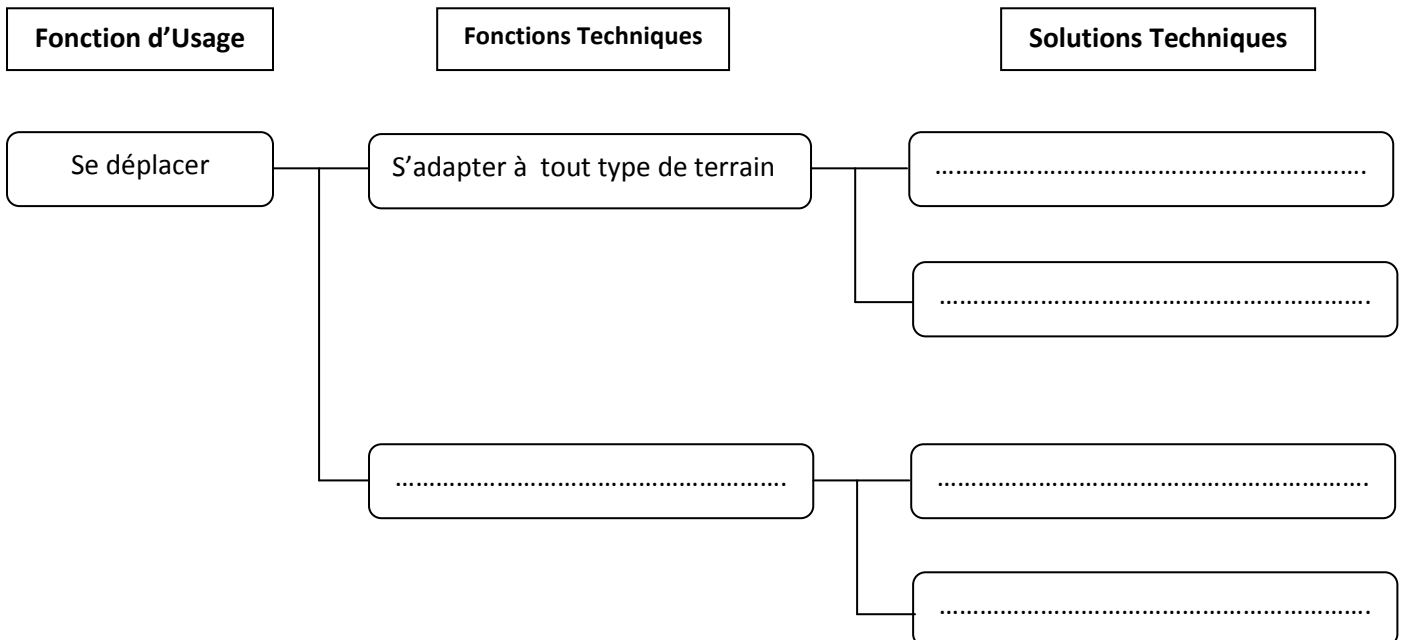 Fonction d’Usage
Fonctions Techniques
Solutions Techniques
Se déplacer
S’adapter à tout type de terrain
……………………………………………………….
……………………………………………………….
………………………………………………….
……………………………………………………….
……………………………………………………….